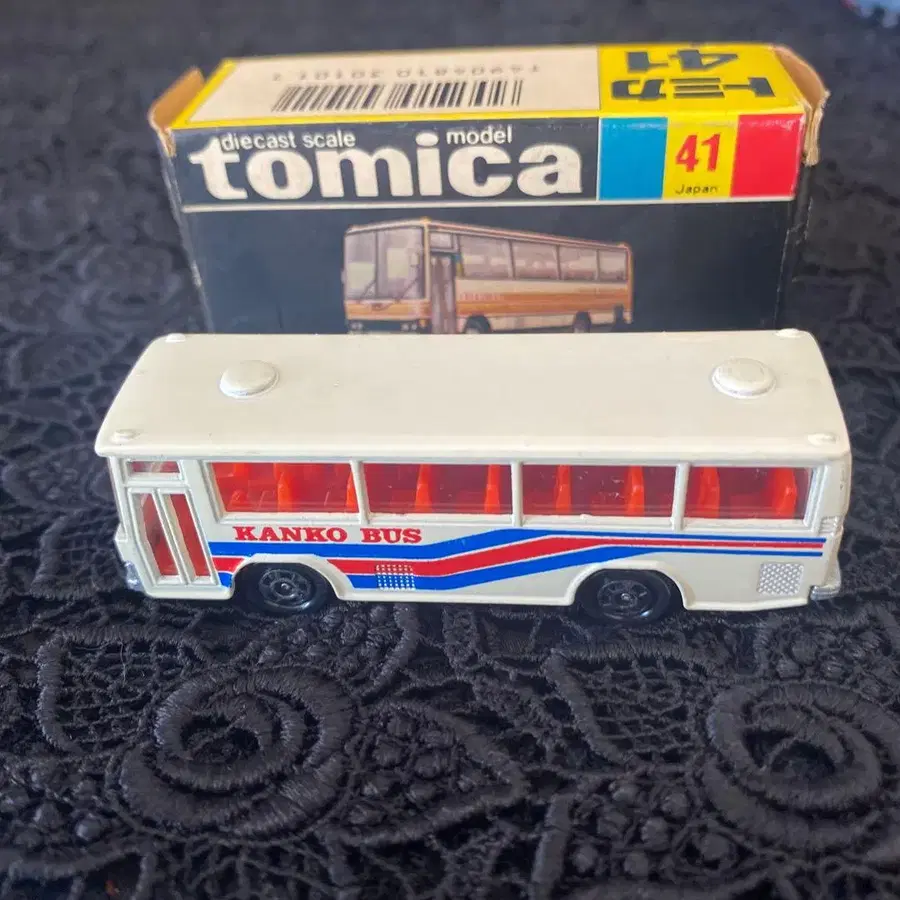 トミカ
41
diecast scale model
tomica
41
Japan
KANKO BUS